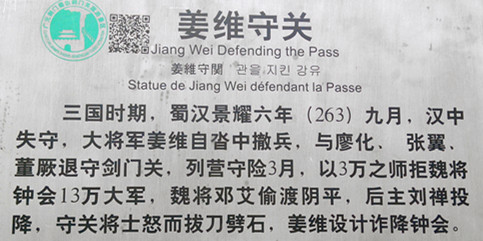 姜维守关
Jiang Wei Defending the Pass
姜維守関 관을 지킨 강유
Statue de Jiang Wei défendant la Passe
三国时期，蜀汉景耀六年（263）九月，汉中
失守，大将军姜维自沓中撤兵，与廖化、张翼、
董厥退守剑门关，列营守险3月，以3万之师拒魏将
钟会13万大军，魏将邓艾偷渡阴平，后主刘禅投
降，守关将士怒而拔刀劈石，姜维设计诈降钟会。